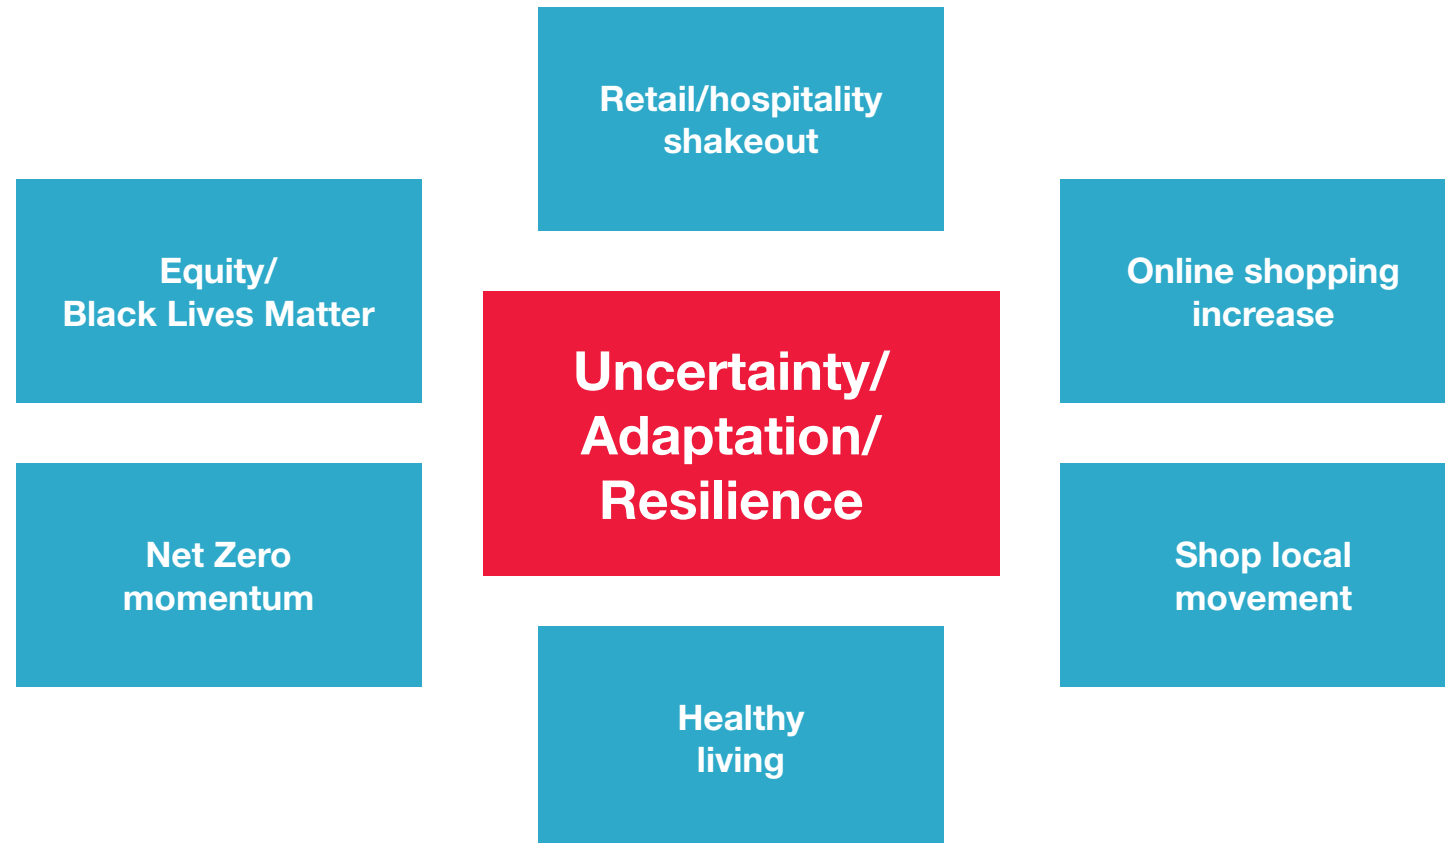 Retail/hospitality
shakeout
Equity/
Black Lives Matter
Online shopping
increase
Uncertainty/
Adaptation/
Resilience
Net Zero
momentum
Shop local
movement
Healthy
living